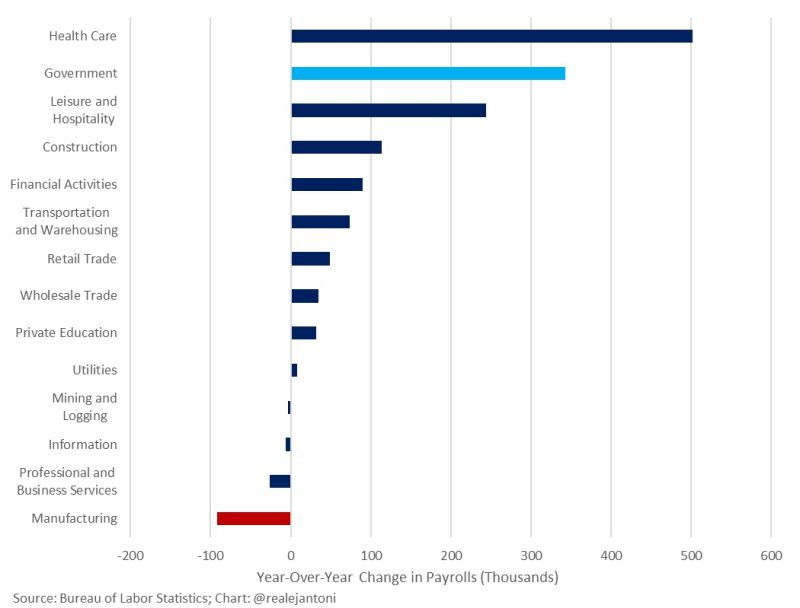 Health Care
Government
Leisure and
Hospitality
Construction
Financial Activities
Transportation
and Warehousing
Retail Trade
Wholesale Trade
Private Education
Utilities
Mining and
Logging
Information
Professional and
Business Services
Manufacturing
-200 -100 0 100 200 300 400 500 600
Year-Over-Year Change in Payrolls (Thousands)
Source: Bureau of Labor Statistics; Chart: @realejantoni